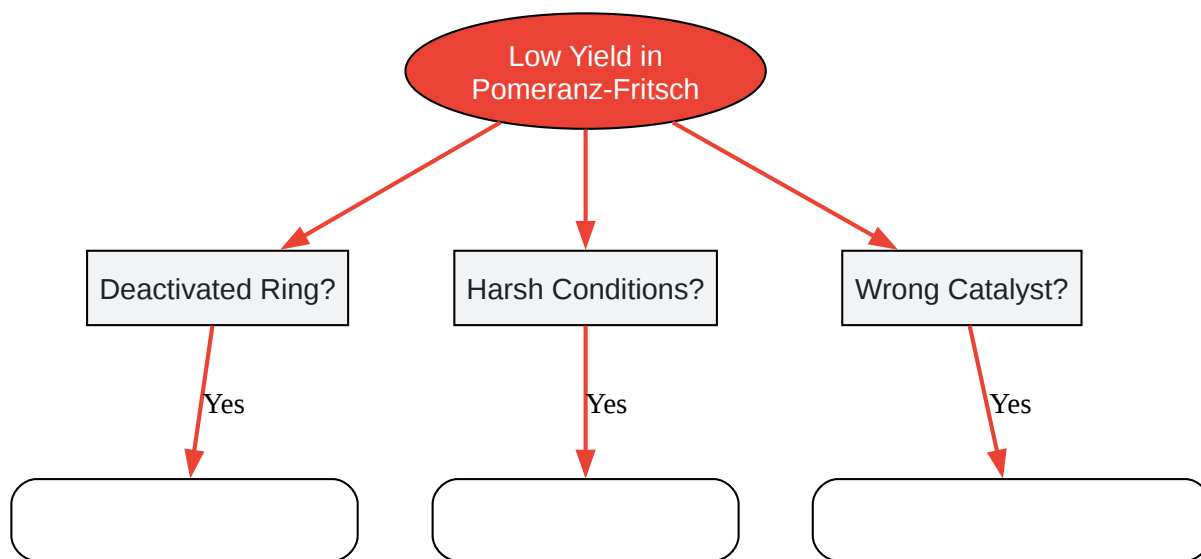 Low Yield in
Pomeranz-Fritsch
Deactivated Ring?
Harsh Conditions?
Wrong Catalyst?
Yes
Yes
Yes